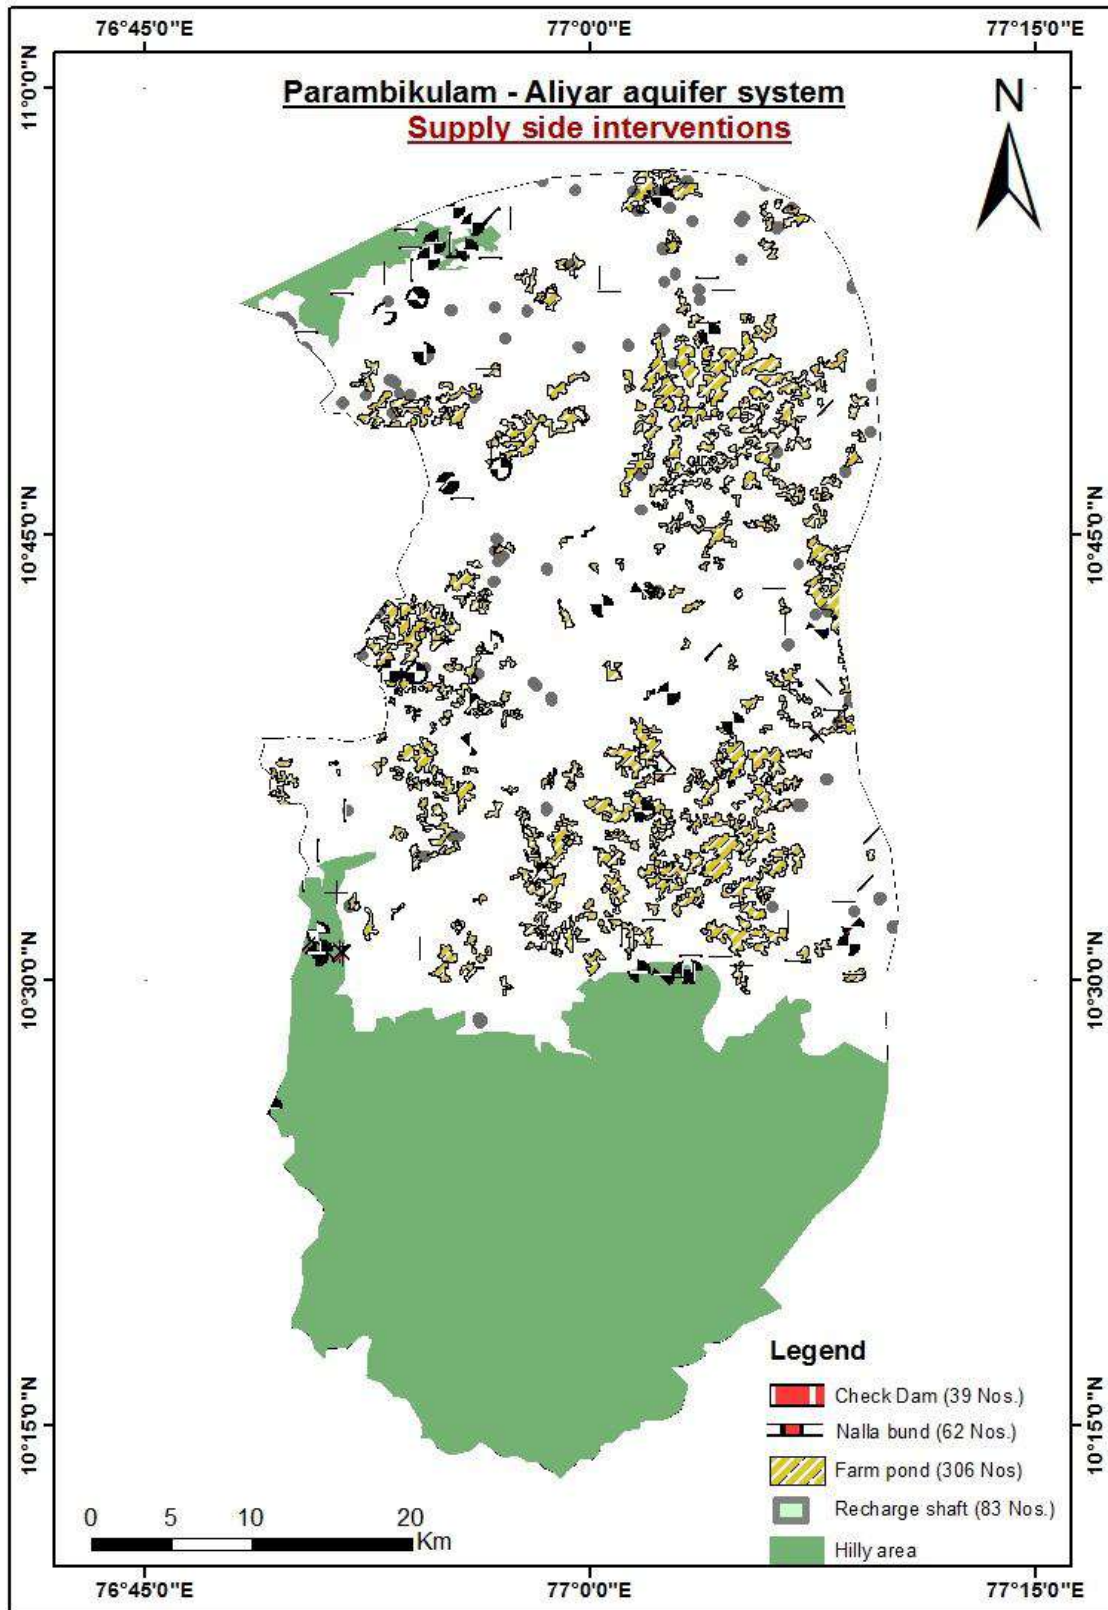 76°45'0"E
77°0'0"E
77°15'0"E
11°0'0"N
Parambikulam - Aliyar aquifer system
Supply side interventions
N
10°45'0"N
10°45'0"N
10°30'0"N
10°30'0"N
Legend
Check Dam (39 Nos.)
Nalla bund (62 Nos.)
Farm pond (306 Nos)
Recharge shaft (83 Nos.)
Hilly area
10°15'0"N
10°15'0"N
0 5 10 20
Km
76°45'0"E
77°0'0"E
77°15'0"E